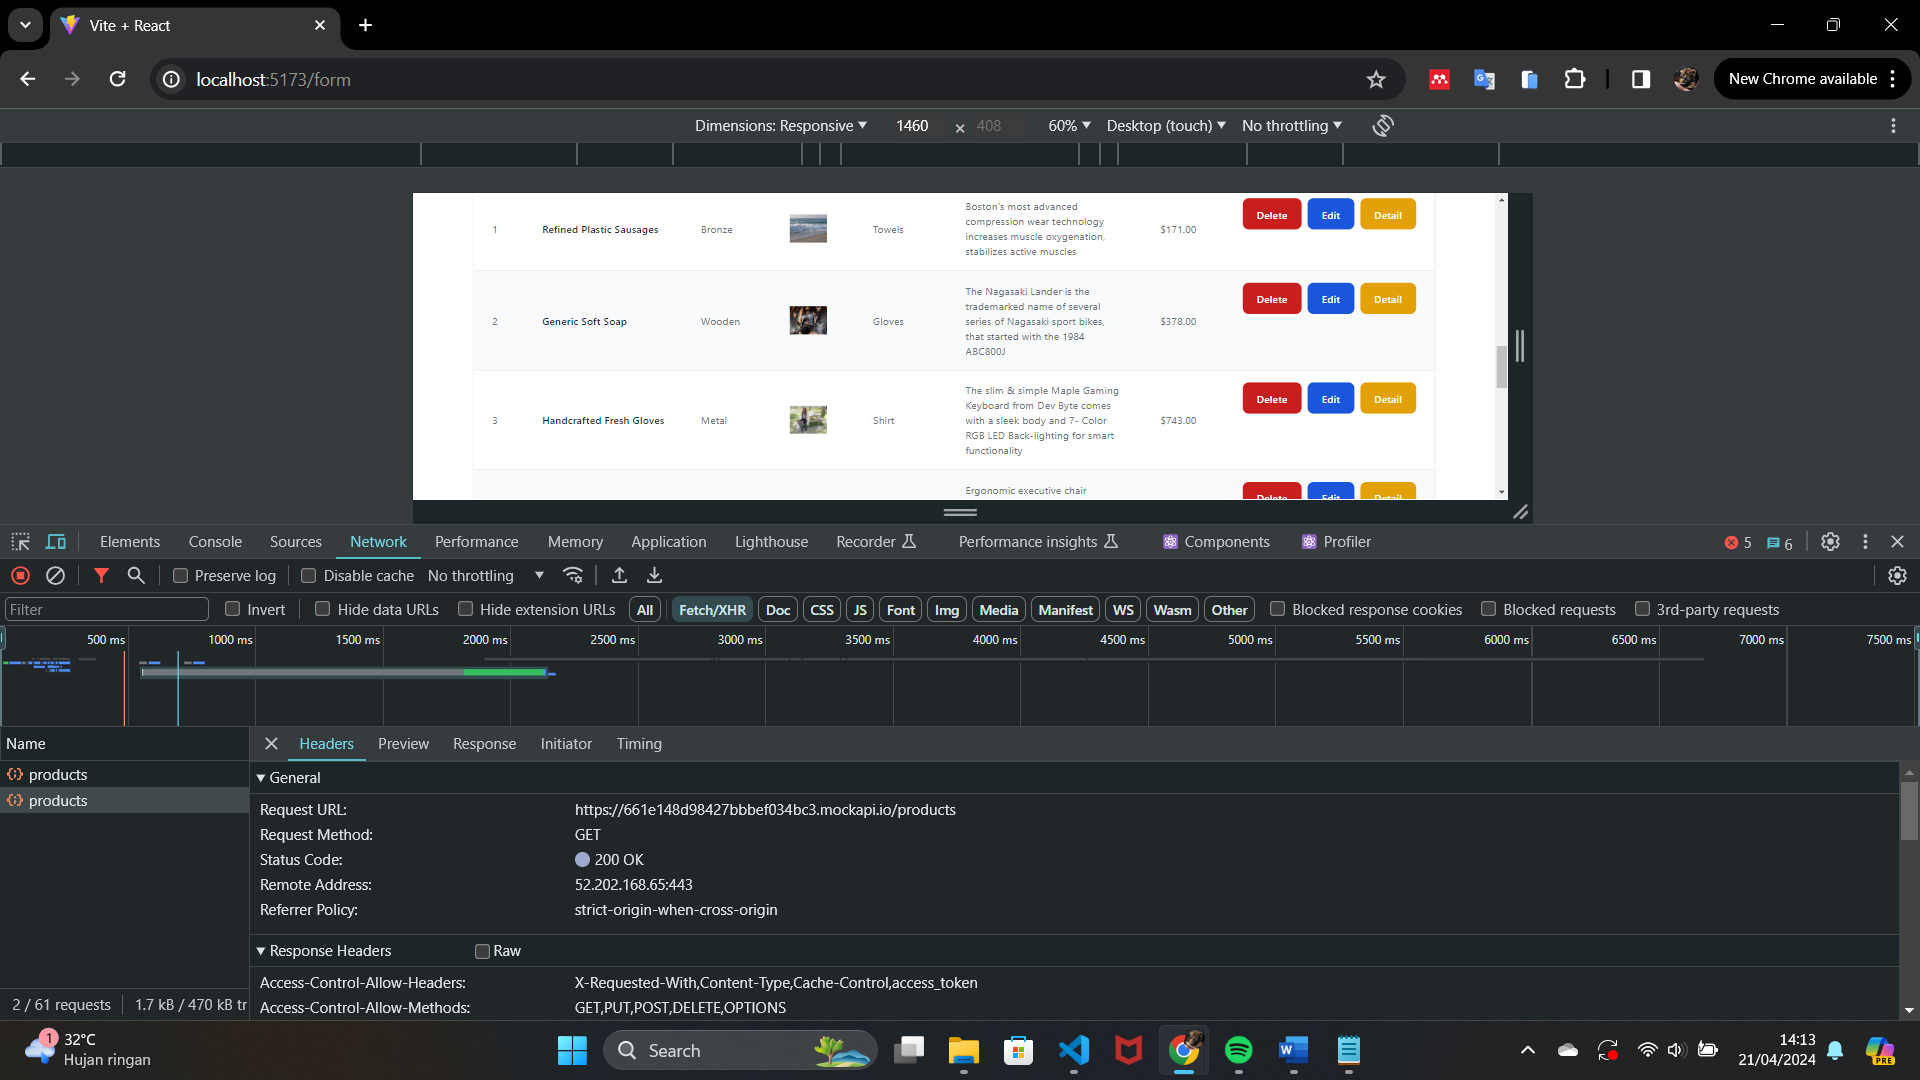 Vite + React
localhost:5173/form
New Chrome available
Dimensions: Responsive
1460
×
408
60%
Desktop (touch)
No throttling
1
Refined Plastic Sausages
Bronze
Towels
Boston's most advanced
compression wear technology
increases muscle oxygenation,
stabilizes active muscles
$171.00
Delete
Edit
Detail
2
Generic Soft Soap
Wooden
Gloves
The Nagasaki Lander is the
trademarked name of several
series of Nagasaki sport bikes,
that started with the 1984
ABC800J
$378.00
Delete
Edit
Detail
3
Handcrafted Fresh Gloves
Metal
Shirt
The slim & simple Maple Gaming
Keyboard from Dev Byte comes
with a sleek body and 7- Color
RGB LED Back-lighting for smart
functionality
$743.00
Delete
Edit
Detail
Ergonomic executive chair
Delete
Edit
Detail
Elements
Console
Sources
Network
Performance
Memory
Application
Lighthouse
Recorder
Performance insights
Components
Profiler
5
6
Preserve log
Disable cache
No throttling
Filter
Invert
Hide data URLs
Hide extension URLs
All
Fetch/XHR
Doc
CSS
JS
Font
Img
Media
Manifest
WS
Wasm
Other
Blocked response cookies
Blocked requests
3rd-party requests
500 ms
1000 ms
1500 ms
2000 ms
2500 ms
3000 ms
3500 ms
4000 ms
4500 ms
5000 ms
5500 ms
6000 ms
6500 ms
7000 ms
7500 ms
Name
products
products
Headers
Preview
Response
Initiator
Timing
General
Request URL:
https://661e148d98427bbbef034bc3.mockapi.io/products
Request Method:
GET
Status Code:
200 OK
Remote Address:
52.202.168.65:443
Referrer Policy:
strict-origin-when-cross-origin
Response Headers
Raw
Access-Control-Allow-Headers:
X-Requested-With,Content-Type,Cache-Control,access_token
Access-Control-Allow-Methods:
GET,PUT,POST,DELETE,OPTIONS
2 / 61 requests
1.7 kB / 470 kB tr
1
32°C
Hujan ringan
Search
W
14:13
21/04/2024
PRE